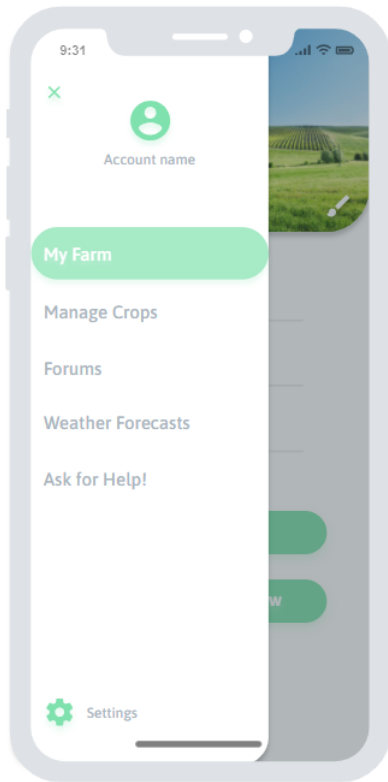 9:31
Account name
My Farm
Manage Crops
Forums
Weather Forecasts
Ask for Help!
Settings